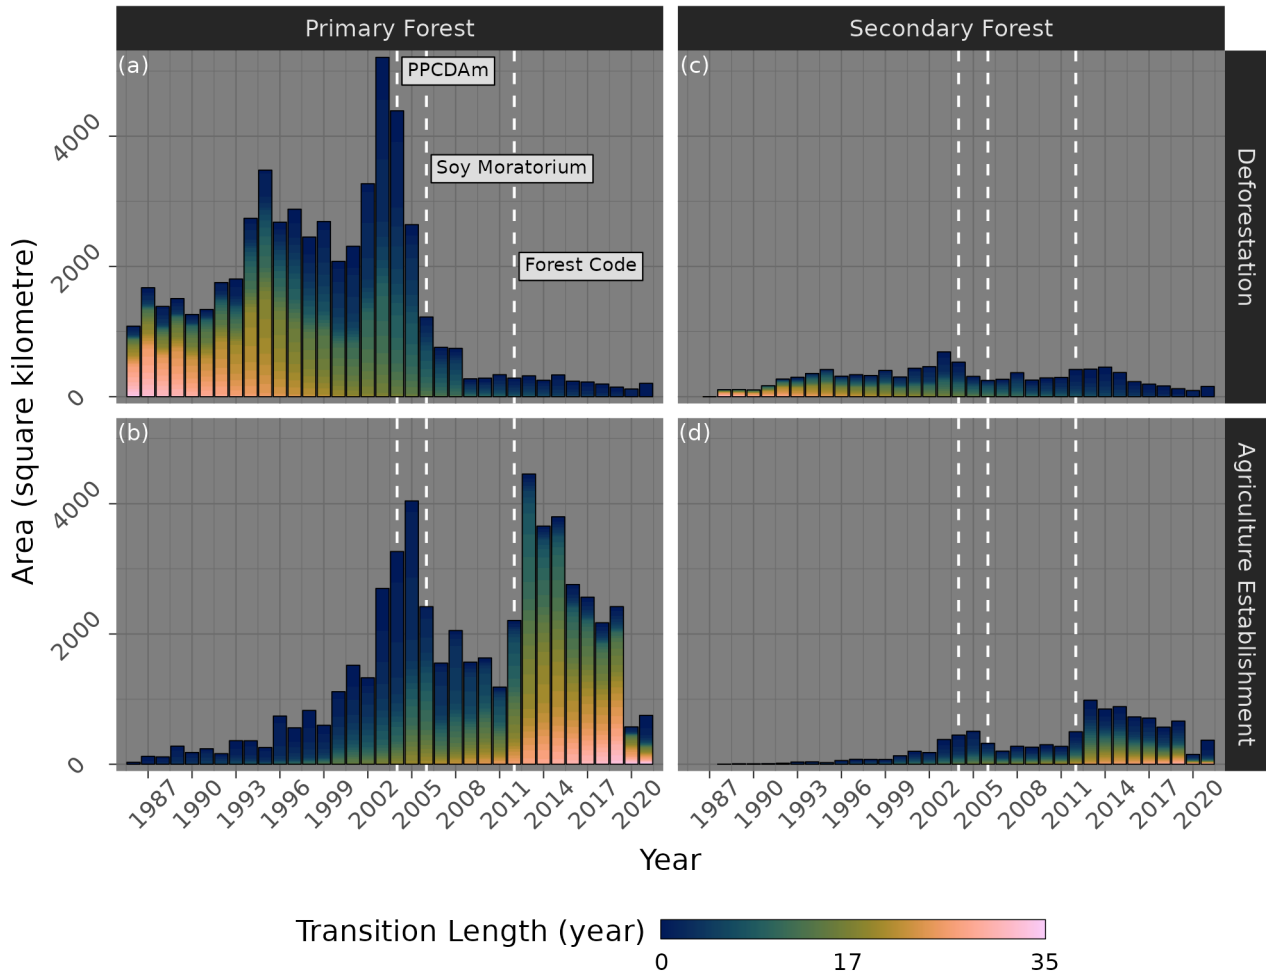 Primary Forest
Secondary Forest
(a)
PPCDAm
Soy Moratorium
Forest Code
(c)
Deforestation
4000
2000
0
Area (square kilometre)
(b)
(d)
Agriculture Establishment
4000
2000
0
1987 1990 1993 1996 1999 2002 2005 2008 2011 2014 2017 2020
1987 1990 1993 1996 1999 2002 2005 2008 2011 2014 2017 2020
Year
Transition Length (year)
0 17 35